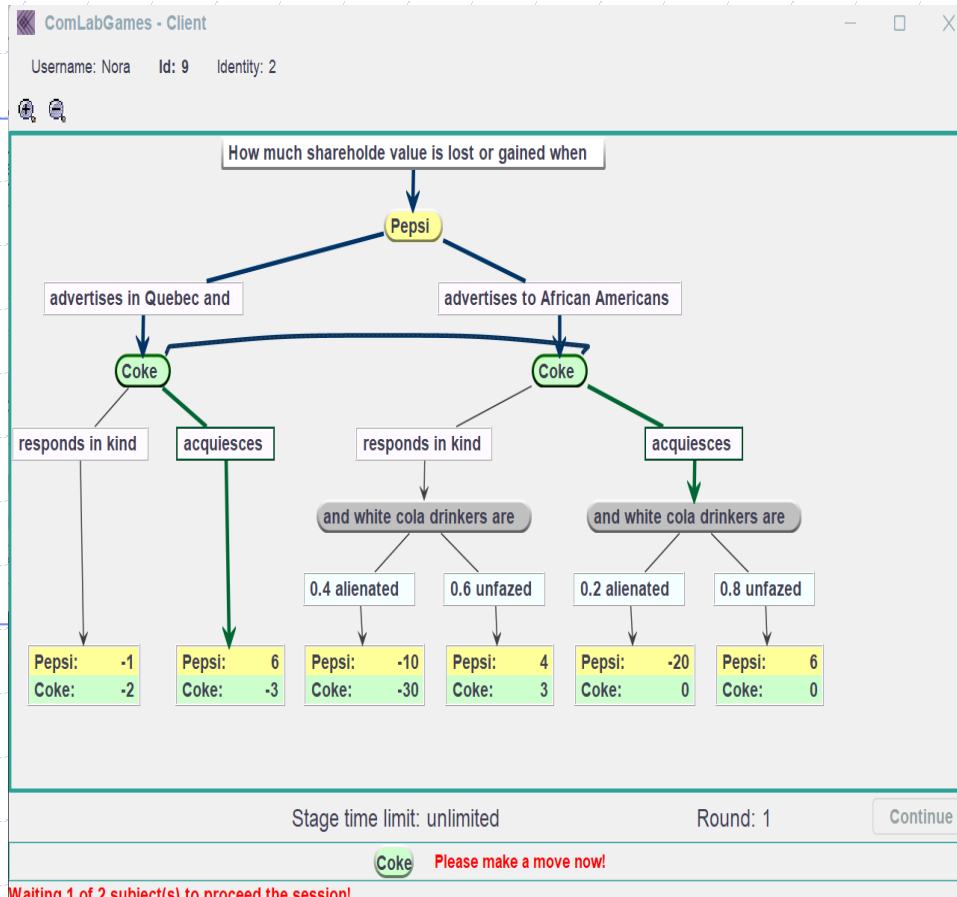 ComLabGames - Client
Username: Nora Id: 9 Identity: 2
How much shareholde value is lost or gained when
Pepsi
advertises in Quebec and
advertises to African Americans
Coke
Coke
responds in kind
acquiesces
responds in kind
acquiesces
and white cola drinkers are
and white cola drinkers are
0.4 alienated
0.6 unfazed
0.2 alienated
0.8 unfazed
Pepsi: -1
Coke: -2
Pepsi: 6
Coke: -3
Pepsi: -10
Coke: -30
Pepsi: 4
Coke: 3
Pepsi: -20
Coke: 0
Pepsi: 6
Coke: 0
Stage time limit: unlimited
Round: 1
Continue
Coke Please make a move now!
Waiting 1 of 2 subject(s) to proceed the session!